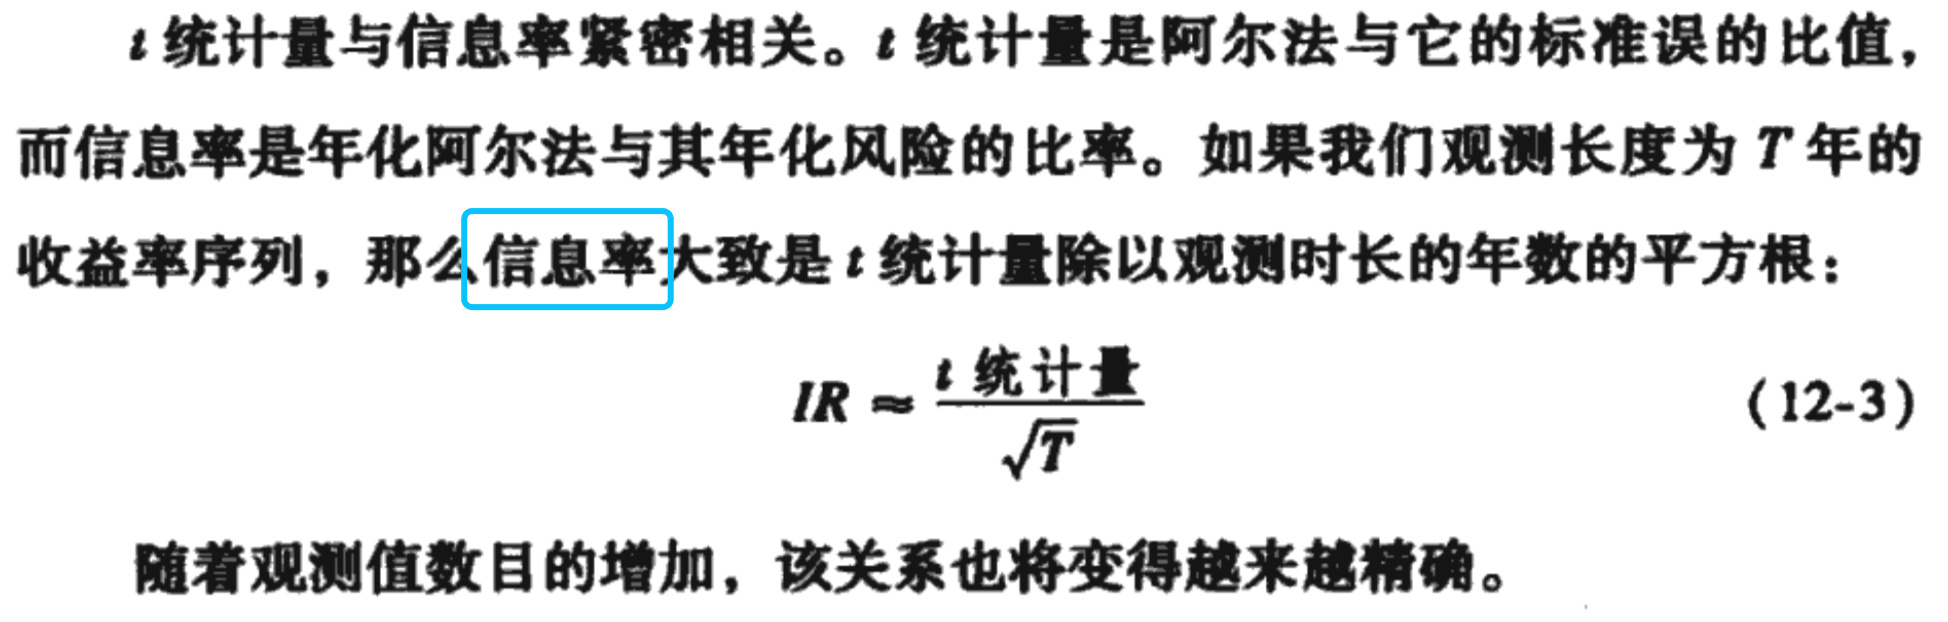 t 统计量与信息率紧密相关。t 统计量是阿尔法与它的标准误的比值，
而信息率是年化阿尔法与其年化风险的比率。如果我们观测长度为 T 年的
收益率序列，那么信息率大致是 t 统计量除以观测时长的年数的平方根：
IR ≈ t 统计量 / √T （12-3）
随着观测值数目的增加，该关系也将变得越来越精确。